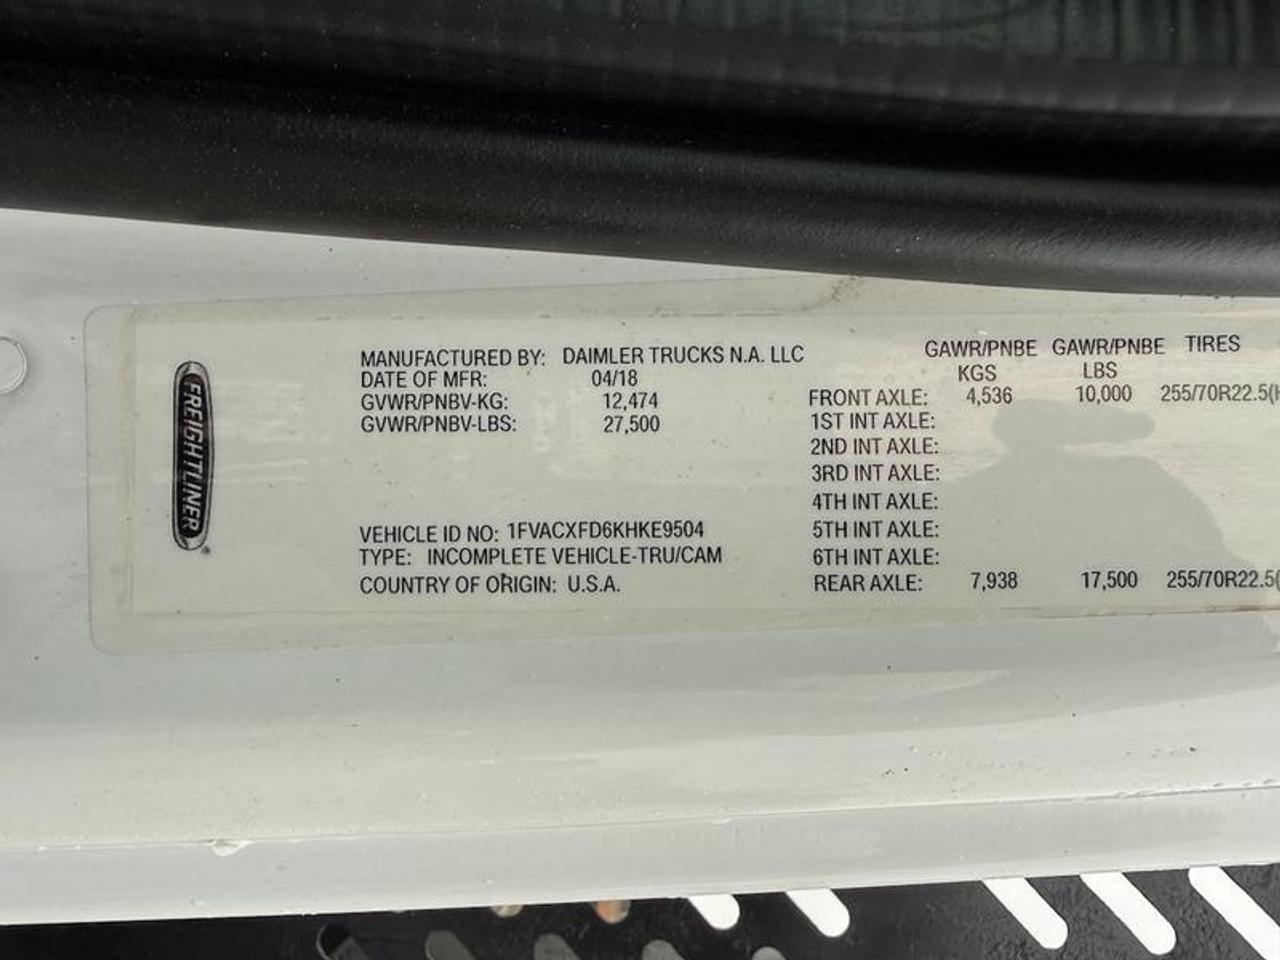 FREIGHTLINER
MANUFACTURED BY: DAIMLER TRUCKS N.A. LLC
DATE OF MFR: 04/18
GVWR/PNBV-KG: 12,474
GVWR/PNBV-LBS: 27,500
VEHICLE ID NO: 1FVACXFD6KHKE9504
TYPE: INCOMPLETE VEHICLE-TRU/CAM
COUNTRY OF ORIGIN: U.S.A.
GAWR/PNBE GAWR/PNBE TIRES
KGS LBS
FRONT AXLE: 4,536 10,000 255/70R22.5(H
1ST INT AXLE:
2ND INT AXLE:
3RD INT AXLE:
4TH INT AXLE:
5TH INT AXLE:
6TH INT AXLE:
REAR AXLE: 7,938 17,500 255/70R22.5(